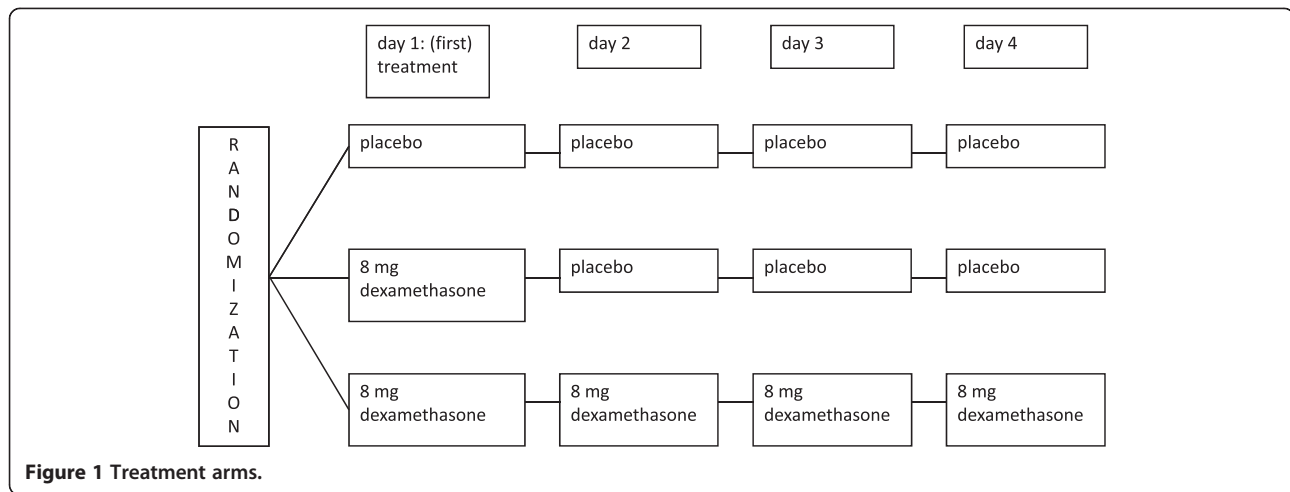 day 1: (first)
treatment
day 2
day 3
day 4
R
A
N
D
O
M
I
Z
A
T
I
O
N
placebo
placebo
placebo
placebo
8 mg
dexamethasone
placebo
placebo
placebo
8 mg
dexamethasone
8 mg
dexamethasone
8 mg
dexamethasone
8 mg
dexamethasone
Figure 1 Treatment arms.